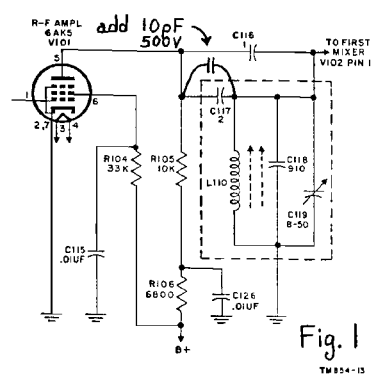 R-F AMPL
6AK5
V101
add 10pF
500V
C116
1
TO FIRST
MIXER
V102 PIN 1
5
1
6
2,7
3
4
C117
2
R104
33K
R105
10K
L110
C118
910
C119
8-50
C115
.01UF
R106
6800
C126
.01UF
B+
Fig. 1
TM854-13